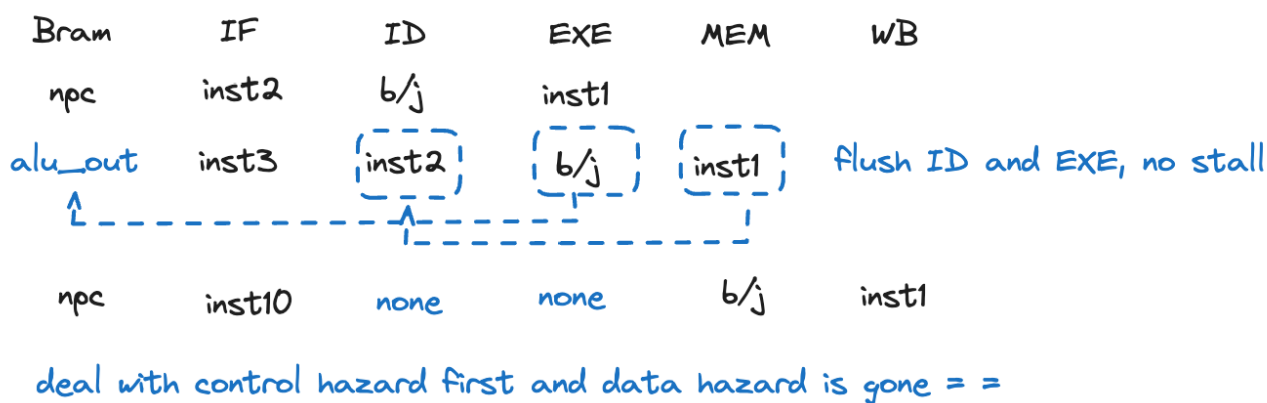 Bram IF ID EXE MEM WB
npc inst2 b/j inst1
alu_out inst3 inst2 b/j inst1 flush ID and EXE, no stall
npc inst10 none none b/j inst1
deal with control hazard first and data hazard is gone = =